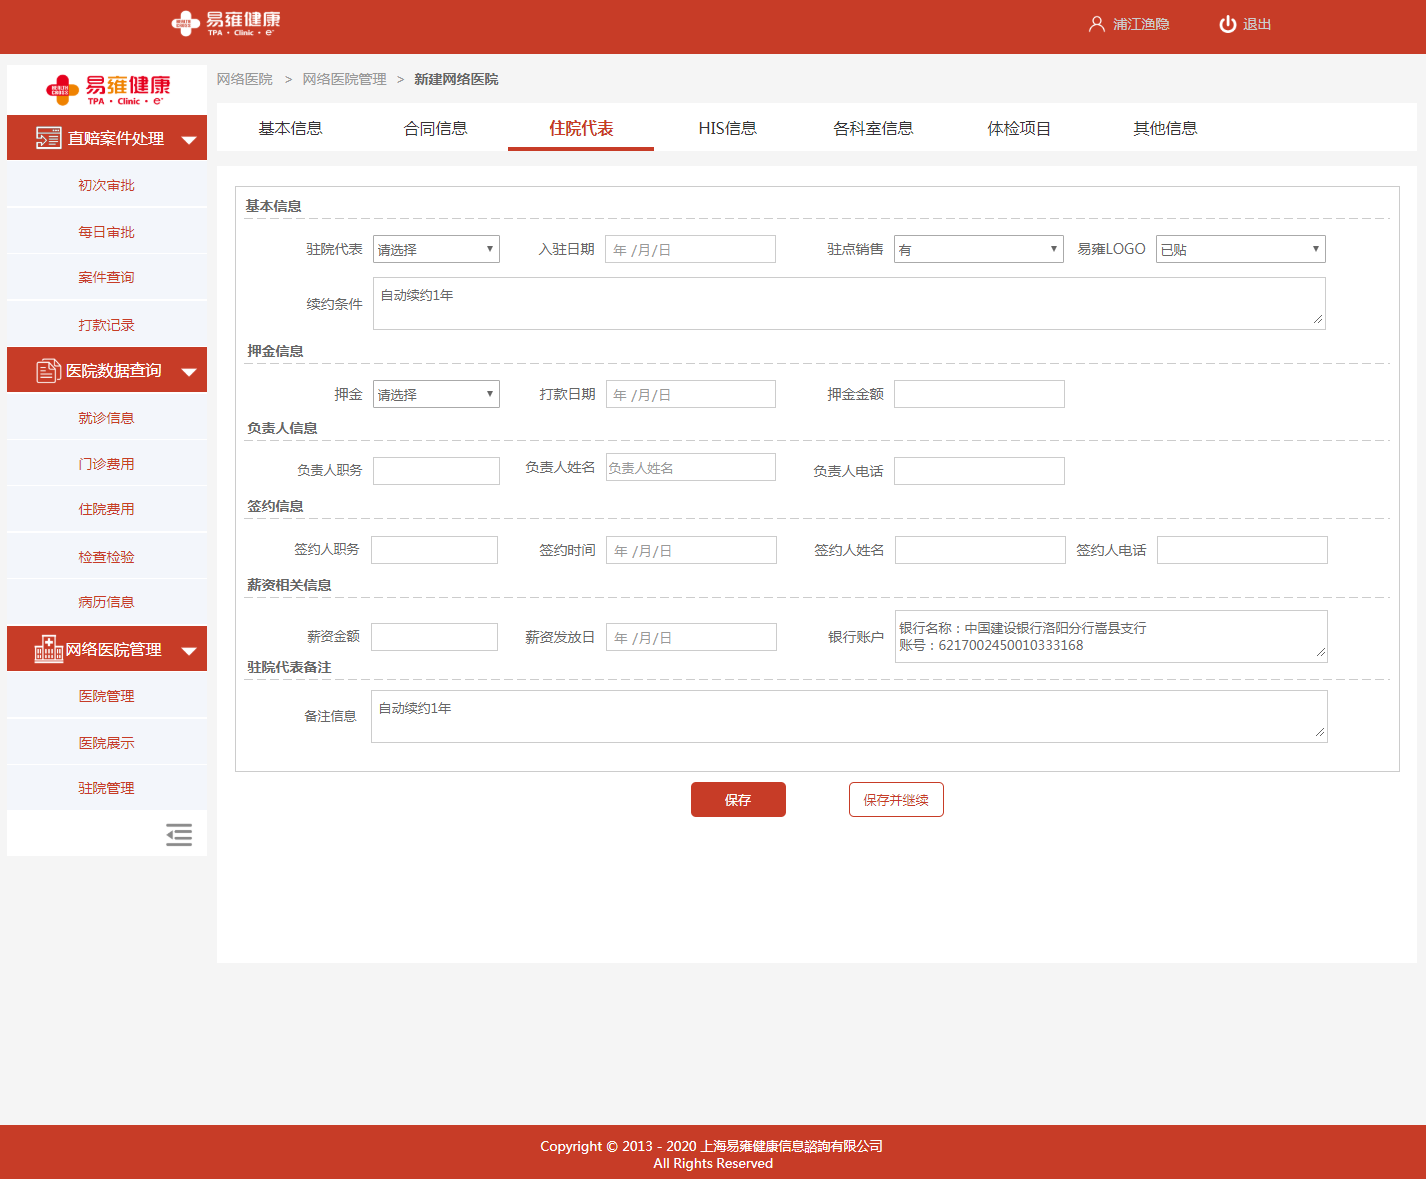 易雍健康
TPA · Clinic · e+
浦江渔隐
退出
易雍健康
TPA · Clinic · e+
直赔案件处理
初次审批
每日审批
案件查询
打款记录
医院数据查询
就诊信息
门诊费用
住院费用
检查检验
病历信息
网络医院管理
医院管理
医院展示
驻院管理
网络医院 > 网络医院管理 > 新建网络医院
基本信息 合同信息 住院代表 HIS信息 各科室信息 体检项目 其他信息
基本信息
驻院代表 请选择 入驻日期 年 /月/日 驻点销售 有 易雍LOGO 已贴
续约条件 自动续约1年
押金信息
押金 请选择 打款日期 年 /月/日 押金金额
负责人信息
负责人职务 负责人姓名 负责人姓名 负责人电话
签约信息
签约人职务 签约时间 年 /月/日 签约人姓名 签约人电话
薪资相关信息
薪资金额 薪资发放日 年 /月/日 银行账户 银行名称：中国建设银行洛阳分行嵩县支行
账号：6217002450010333168
驻院代表备注
备注信息 自动续约1年
保存 保存并继续
Copyright © 2013 - 2020 上海易雍健康信息諮詢有限公司
All Rights Reserved